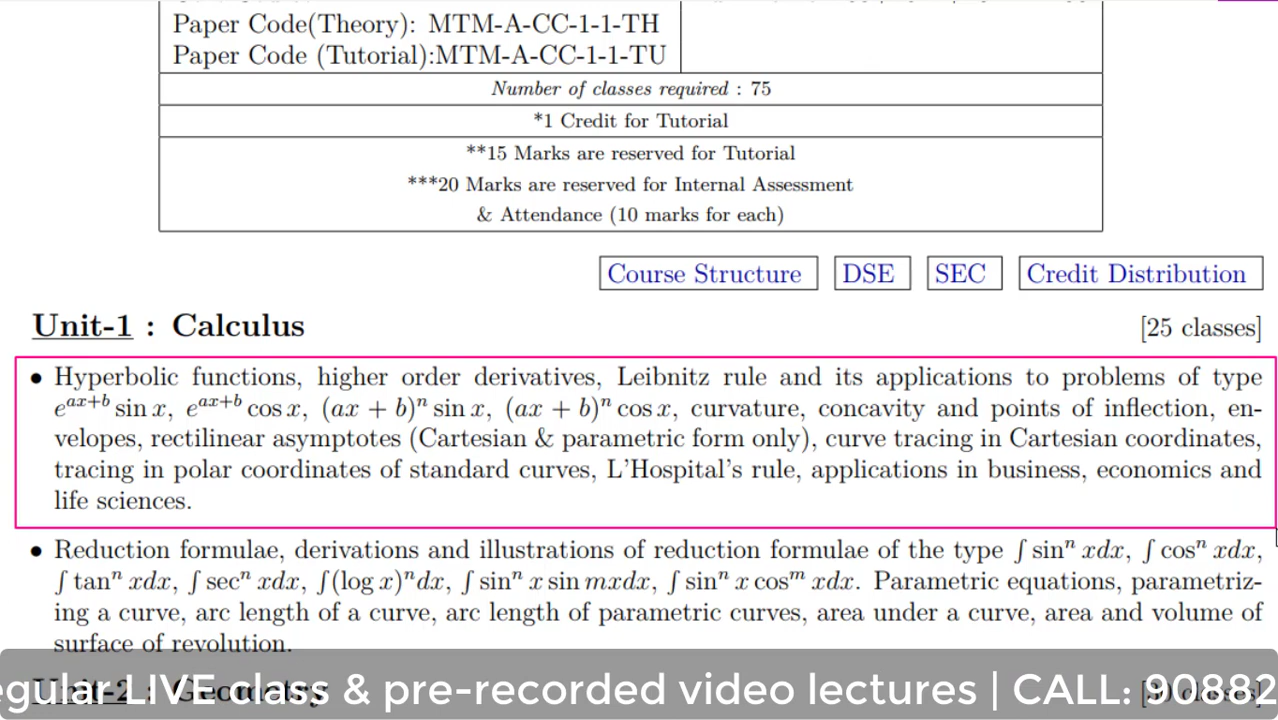 Paper Code(Theory): MTM-A-CC-1-1-TH
Paper Code (Tutorial):MTM-A-CC-1-1-TU
Number of classes required : 75
*1 Credit for Tutorial
**15 Marks are reserved for Tutorial
***20 Marks are reserved for Internal Assessment
& Attendance (10 marks for each)
Course Structure DSE SEC Credit Distribution
Unit-1 : Calculus [25 classes]
• Hyperbolic functions, higher order derivatives, Leibnitz rule and its applications to problems of type
e^{ax+b} sin x, e^{ax+b} cos x, (ax + b)^n sin x, (ax + b)^n cos x, curvature, concavity and points of inflection, en-
velopes, rectilinear asymptotes (Cartesian & parametric form only), curve tracing in Cartesian coordinates,
tracing in polar coordinates of standard curves, L'Hospital's rule, applications in business, economics and
life sciences.
• Reduction formulae, derivations and illustrations of reduction formulae of the type ∫ sin^n xdx, ∫ cos^n xdx,
∫ tan^n xdx, ∫ sec^n xdx, ∫(log x)^n dx, ∫ sin^n x sin mxdx, ∫ sin^n x cos^m xdx. Parametric equations, parametriz-
ing a curve, arc length of a curve, arc length of parametric curves, area under a curve, area and volume of
surface of revolution.
Unit-2 : Geometry classes]
egular LIVE class & pre-recorded video lectures | CALL: 90882